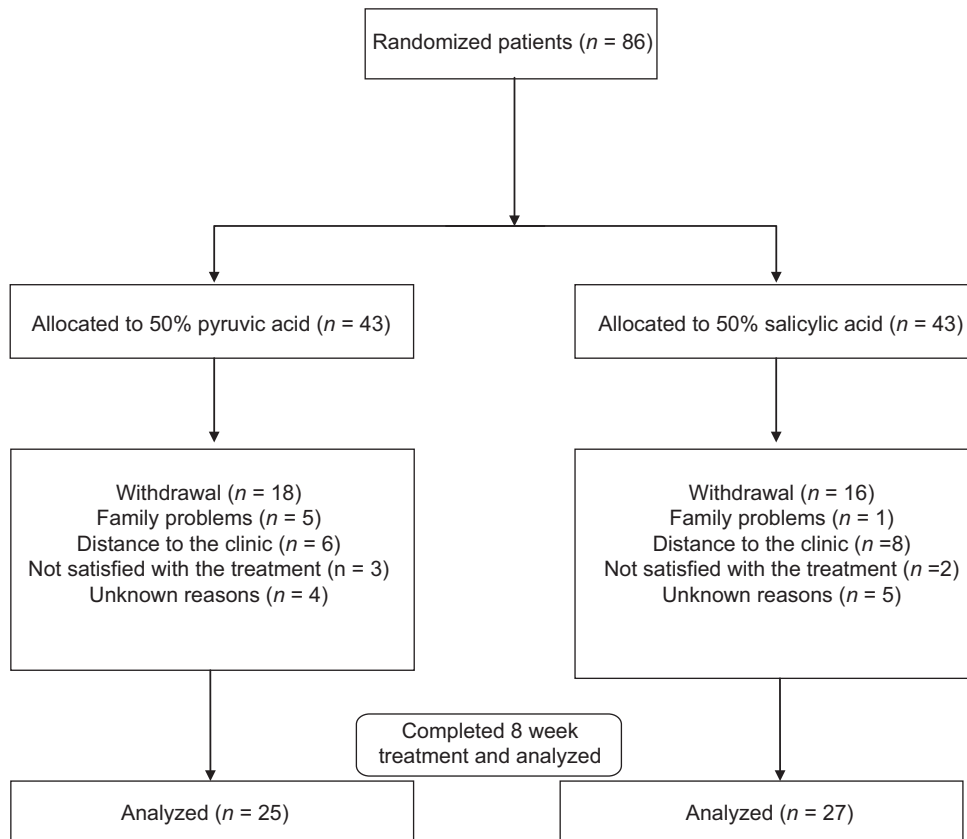 Randomized patients (n = 86)
Allocated to 50% pyruvic acid (n = 43)
Allocated to 50% salicylic acid (n = 43)
Withdrawal (n = 18)
Family problems (n = 5)
Distance to the clinic (n = 6)
Not satisfied with the treatment (n = 3)
Unknown reasons (n = 4)
Withdrawal (n = 16)
Family problems (n = 1)
Distance to the clinic (n =8)
Not satisfied with the treatment (n =2)
Unknown reasons (n = 5)
Completed 8 week
treatment and analyzed
Analyzed (n = 25)
Analyzed (n = 27)